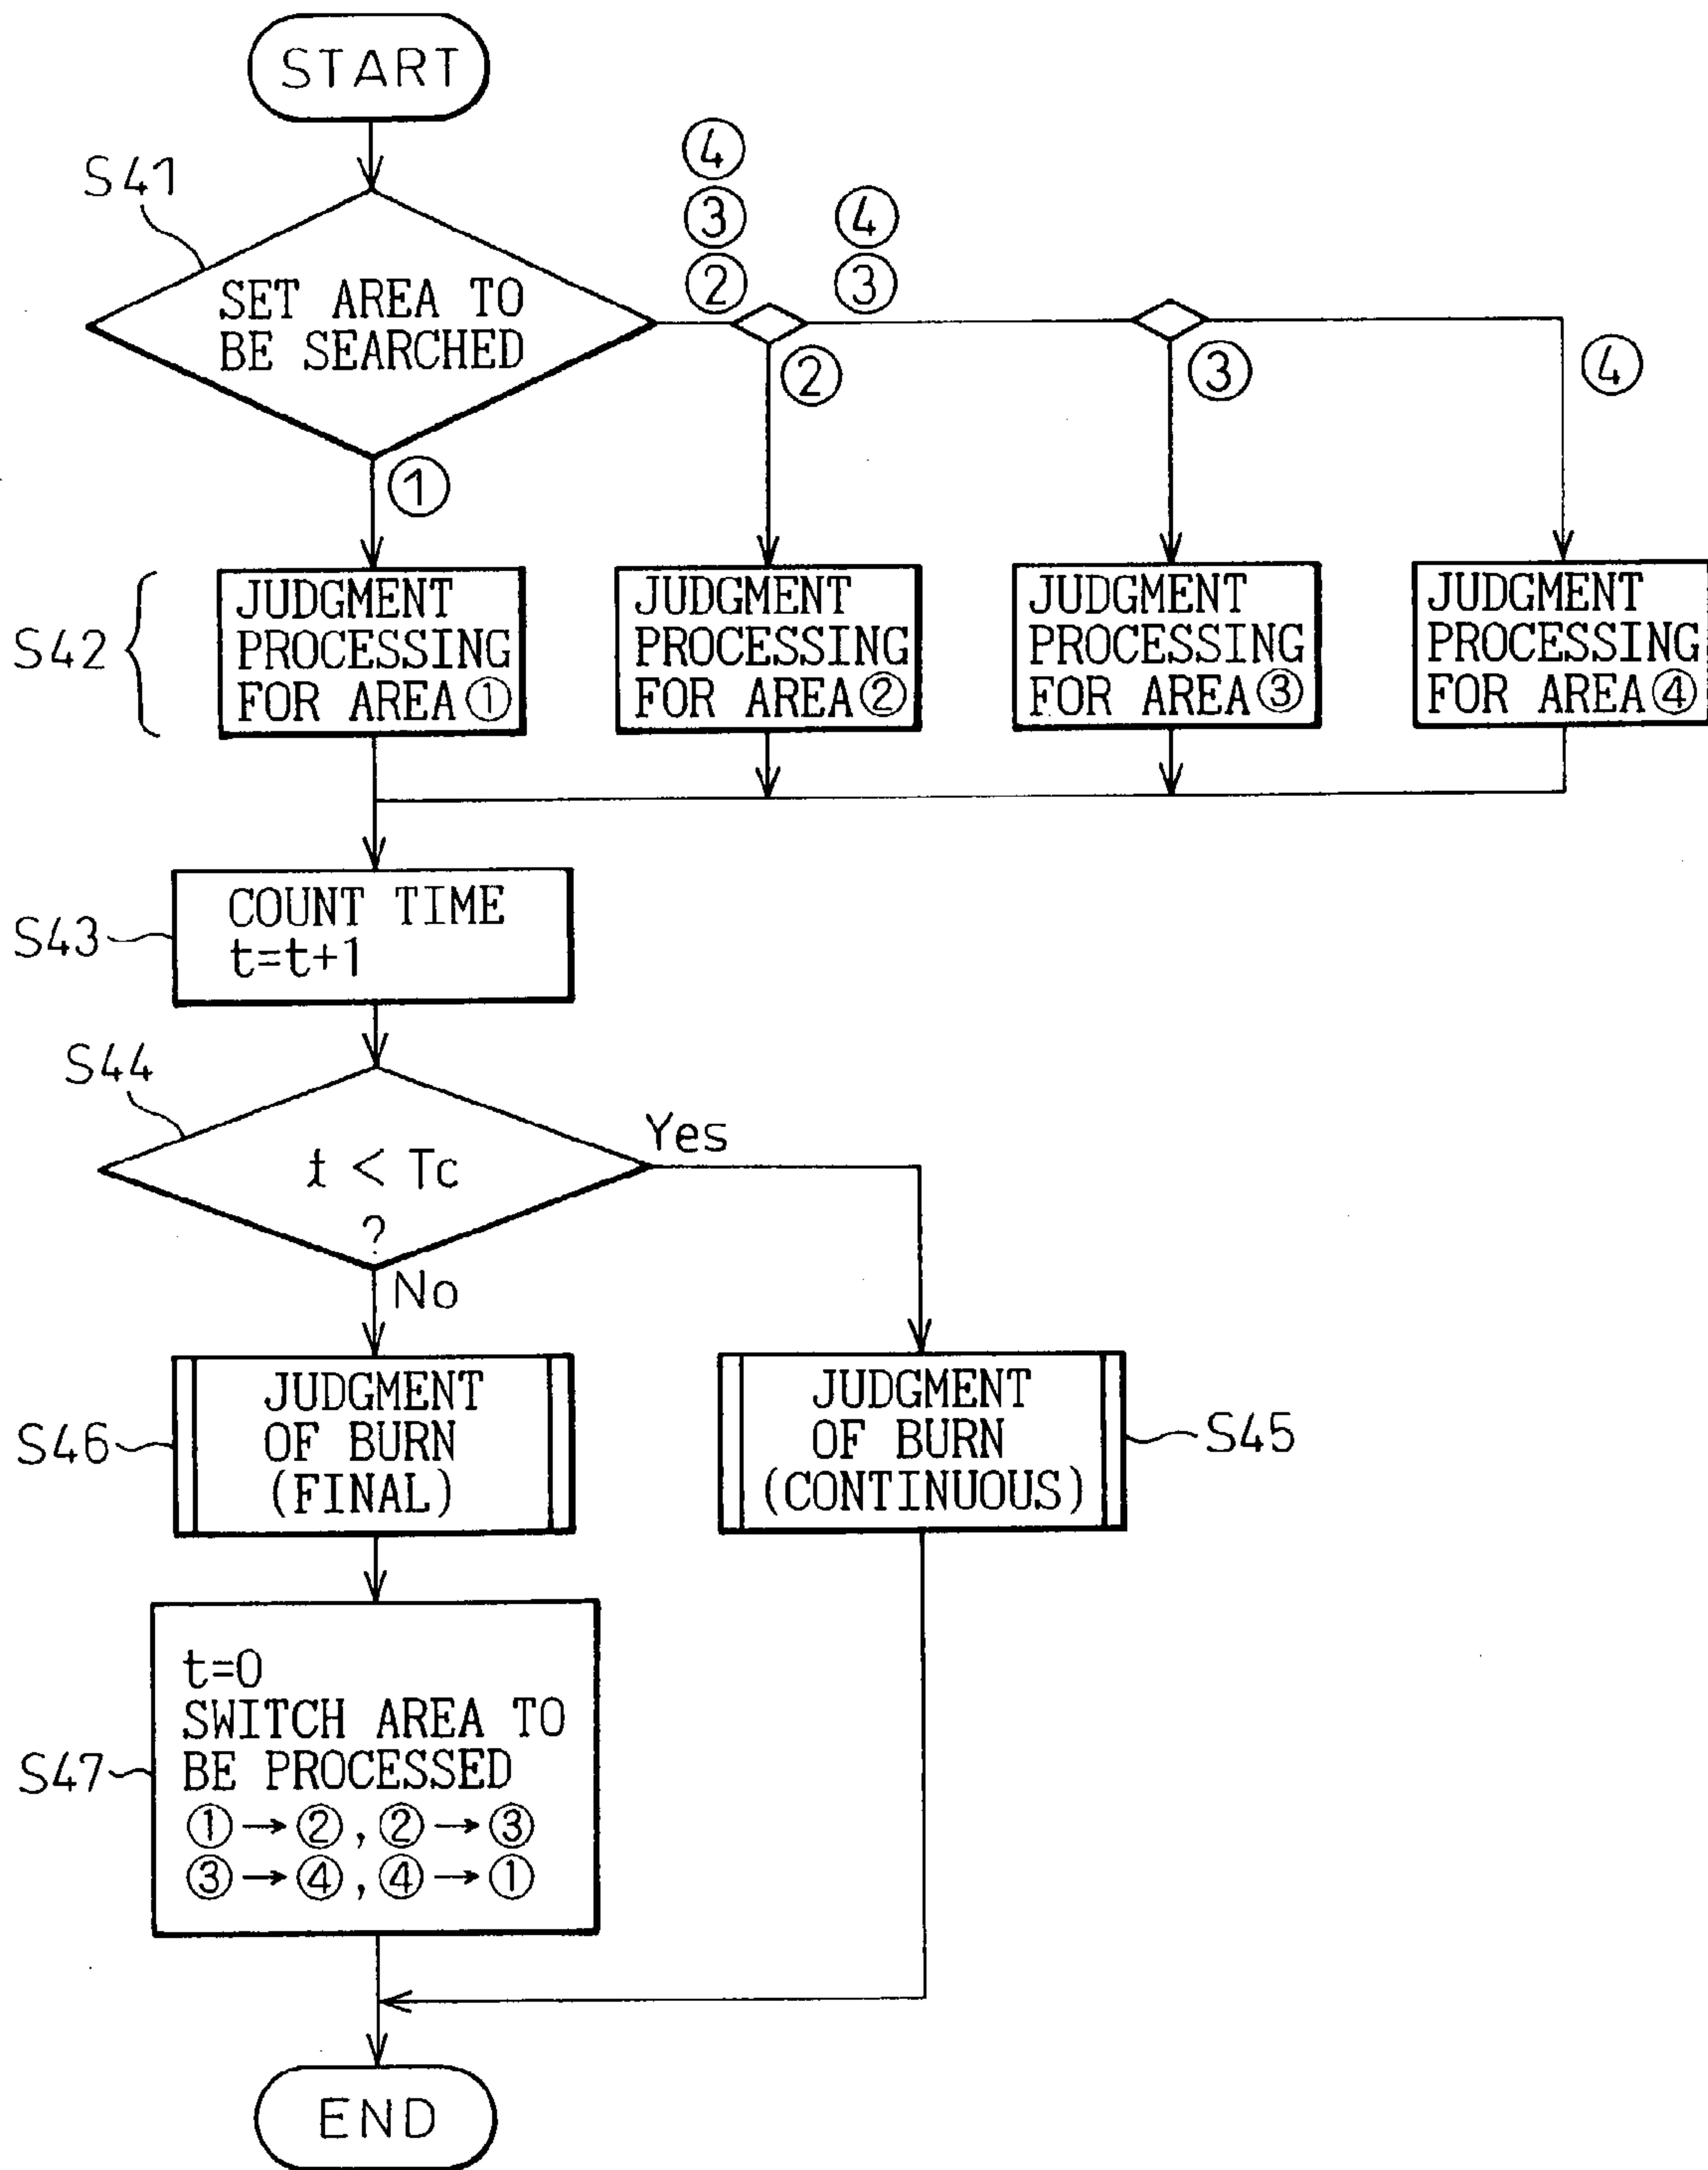 START
S41
SET AREA TO
BE SEARCHED
④
③
②
④
③
①
②
③
④
S42
JUDGMENT
PROCESSING
FOR AREA①
JUDGMENT
PROCESSING
FOR AREA②
JUDGMENT
PROCESSING
FOR AREA③
JUDGMENT
PROCESSING
FOR AREA④
S43
COUNT TIME
t=t+1
S44
t < Tc
?
Yes
No
S46
JUDGMENT
OF BURN
(FINAL)
JUDGMENT
OF BURN
(CONTINUOUS)
S45
S47
t=0
SWITCH AREA TO
BE PROCESSED
①→②,②→③
③→④,④→①
END